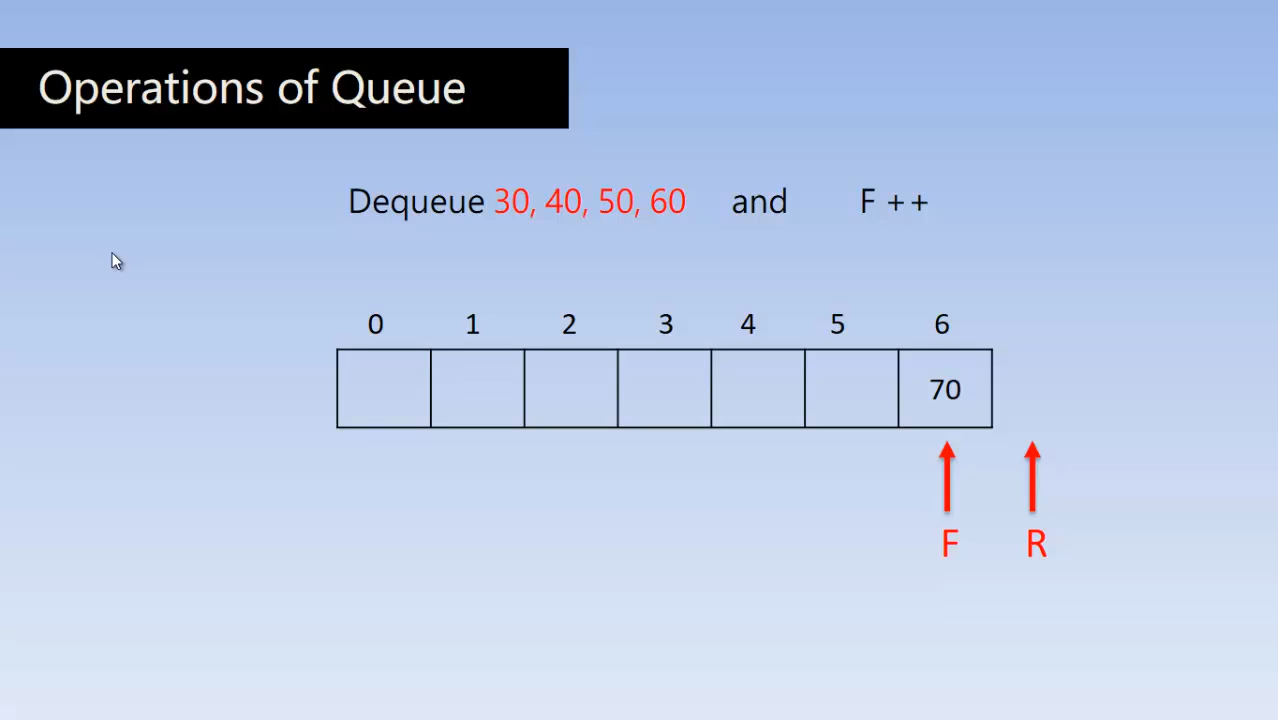 Operations of Queue
Dequeue 30, 40, 50, 60 and F ++
0 1 2 3 4 5 6
70
F R